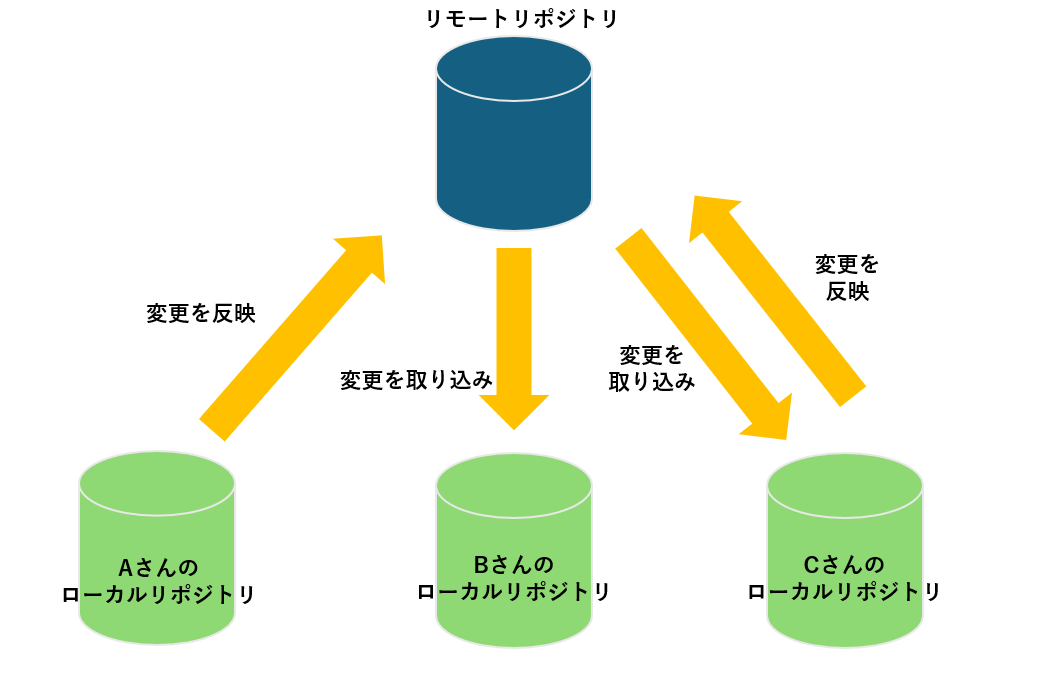 リモートリポジトリ
変更を反映
変更を取り込み
変更を
取り込み
変更を
反映
Aさんの
ローカルリポジトリ
Bさんの
ローカルリポジトリ
Cさんの
ローカルリポジトリ